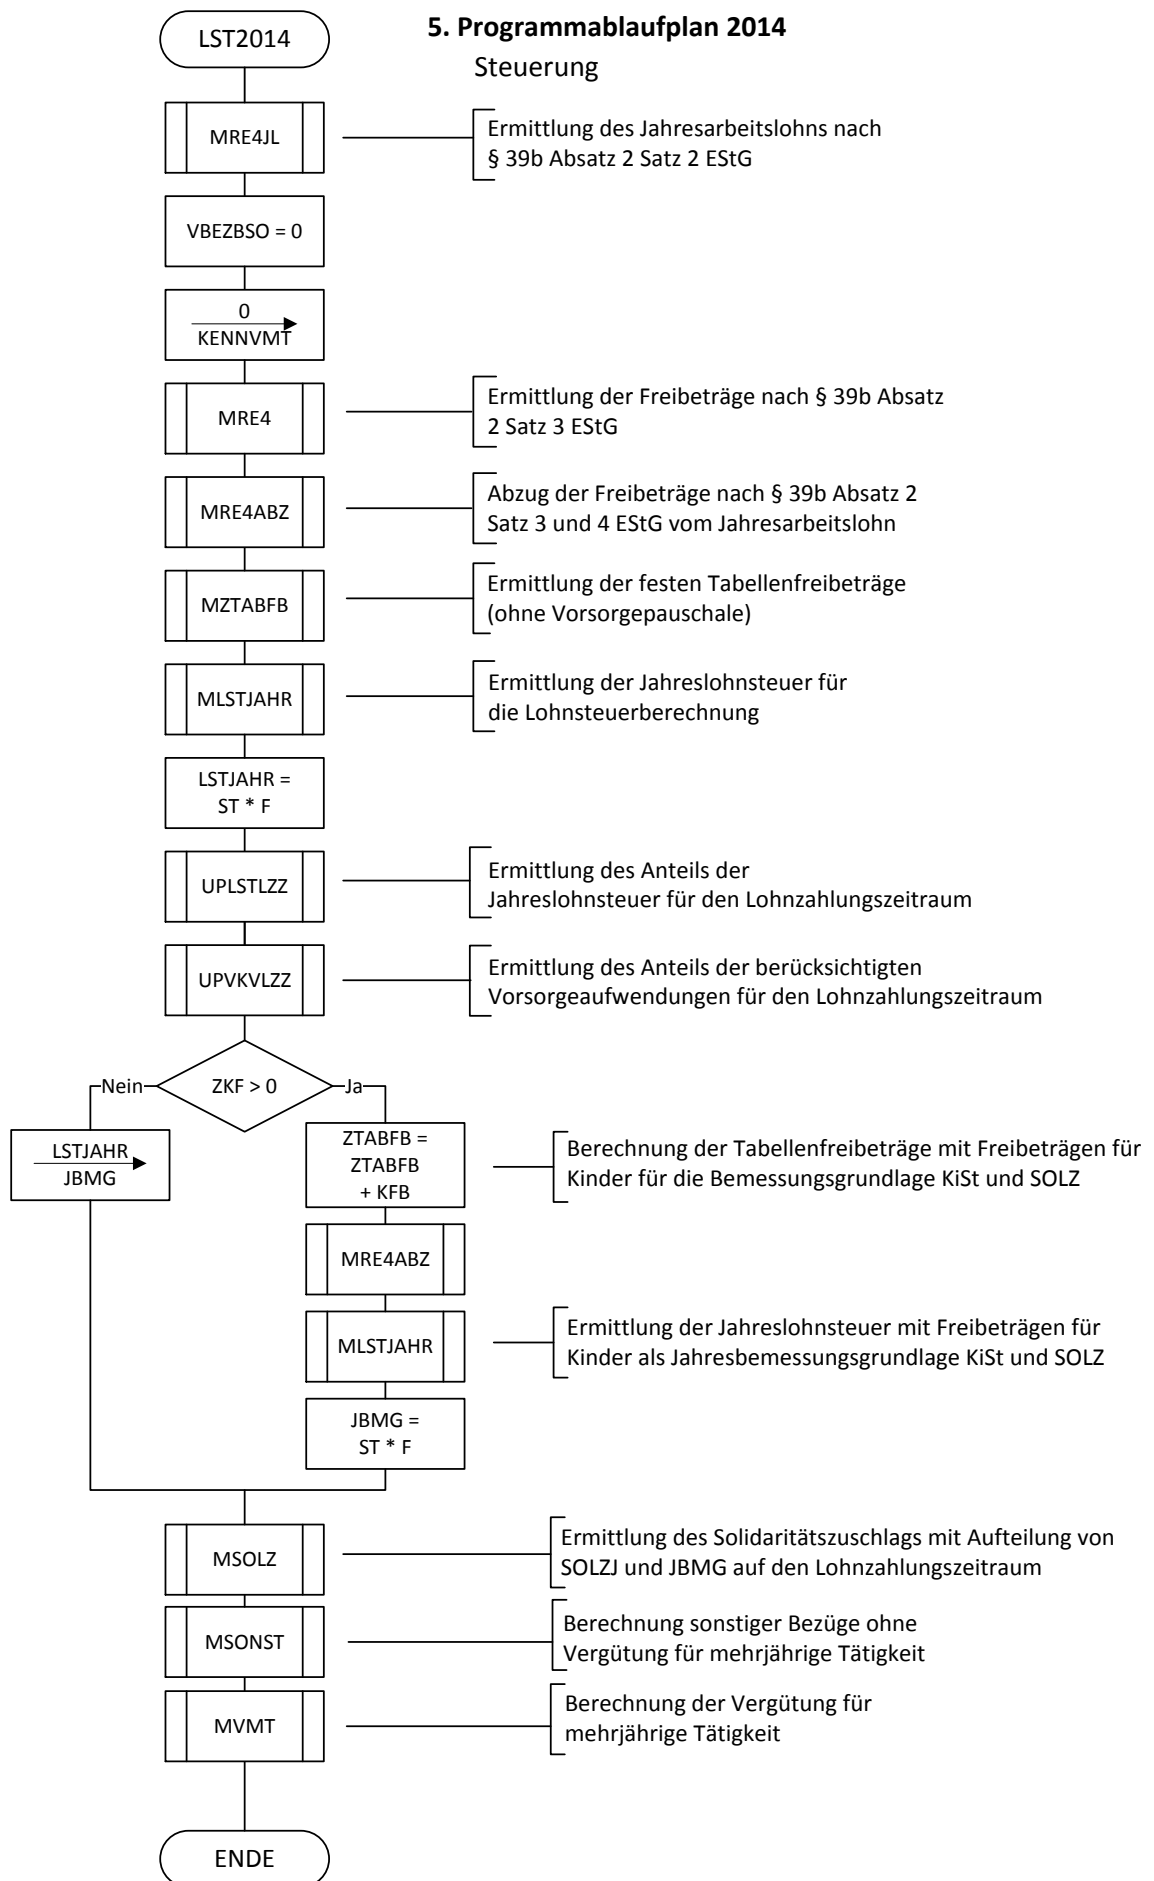 5. Programmablaufplan 2014
Steuerung
LST2014
MRE4JL
Ermittlung des Jahresarbeitslohns nach
§ 39b Absatz 2 Satz 2 EStG
VBEZBSO = 0
0
KENNVMT
MRE4
Ermittlung der Freibeträge nach § 39b Absatz
2 Satz 3 EStG
MRE4ABZ
Abzug der Freibeträge nach § 39b Absatz 2
Satz 3 und 4 EStG vom Jahresarbeitslohn
MZTABFB
Ermittlung der festen Tabellenfreibeträge
(ohne Vorsorgepauschale)
MLSTJAHR
Ermittlung der Jahreslohnsteuer für
die Lohnsteuerberechnung
LSTJAHR =
ST * F
UPLSTLZZ
Ermittlung des Anteils der
Jahreslohnsteuer für den Lohnzahlungszeitraum
UPVKVLZZ
Ermittlung des Anteils der berücksichtigten
Vorsorgeaufwendungen für den Lohnzahlungszeitraum
Nein
ZKF > 0
Ja
LSTJAHR
JBMG
ZTABFB =
ZTABFB
+ KFB
Berechnung der Tabellenfreibeträge mit Freibeträgen für
Kinder für die Bemessungsgrundlage KiSt und SOLZ
MRE4ABZ
MLSTJAHR
Ermittlung der Jahreslohnsteuer mit Freibeträgen für
Kinder als Jahresbemessungsgrundlage KiSt und SOLZ
JBMG =
ST * F
MSOLZ
Ermittlung des Solidaritätszuschlags mit Aufteilung von
SOLZJ und JBMG auf den Lohnzahlungszeitraum
MSONST
Berechnung sonstiger Bezüge ohne
Vergütung für mehrjährige Tätigkeit
MVMT
Berechnung der Vergütung für
mehrjährige Tätigkeit
ENDE